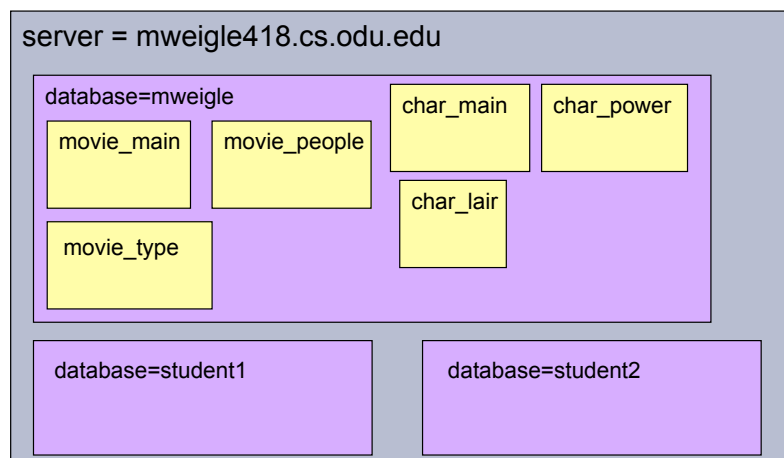 server = mweigle418.cs.odu.edu
database=mweigle
char_main
char_power
movie_main
movie_people
char_lair
movie_type
database=student1
database=student2